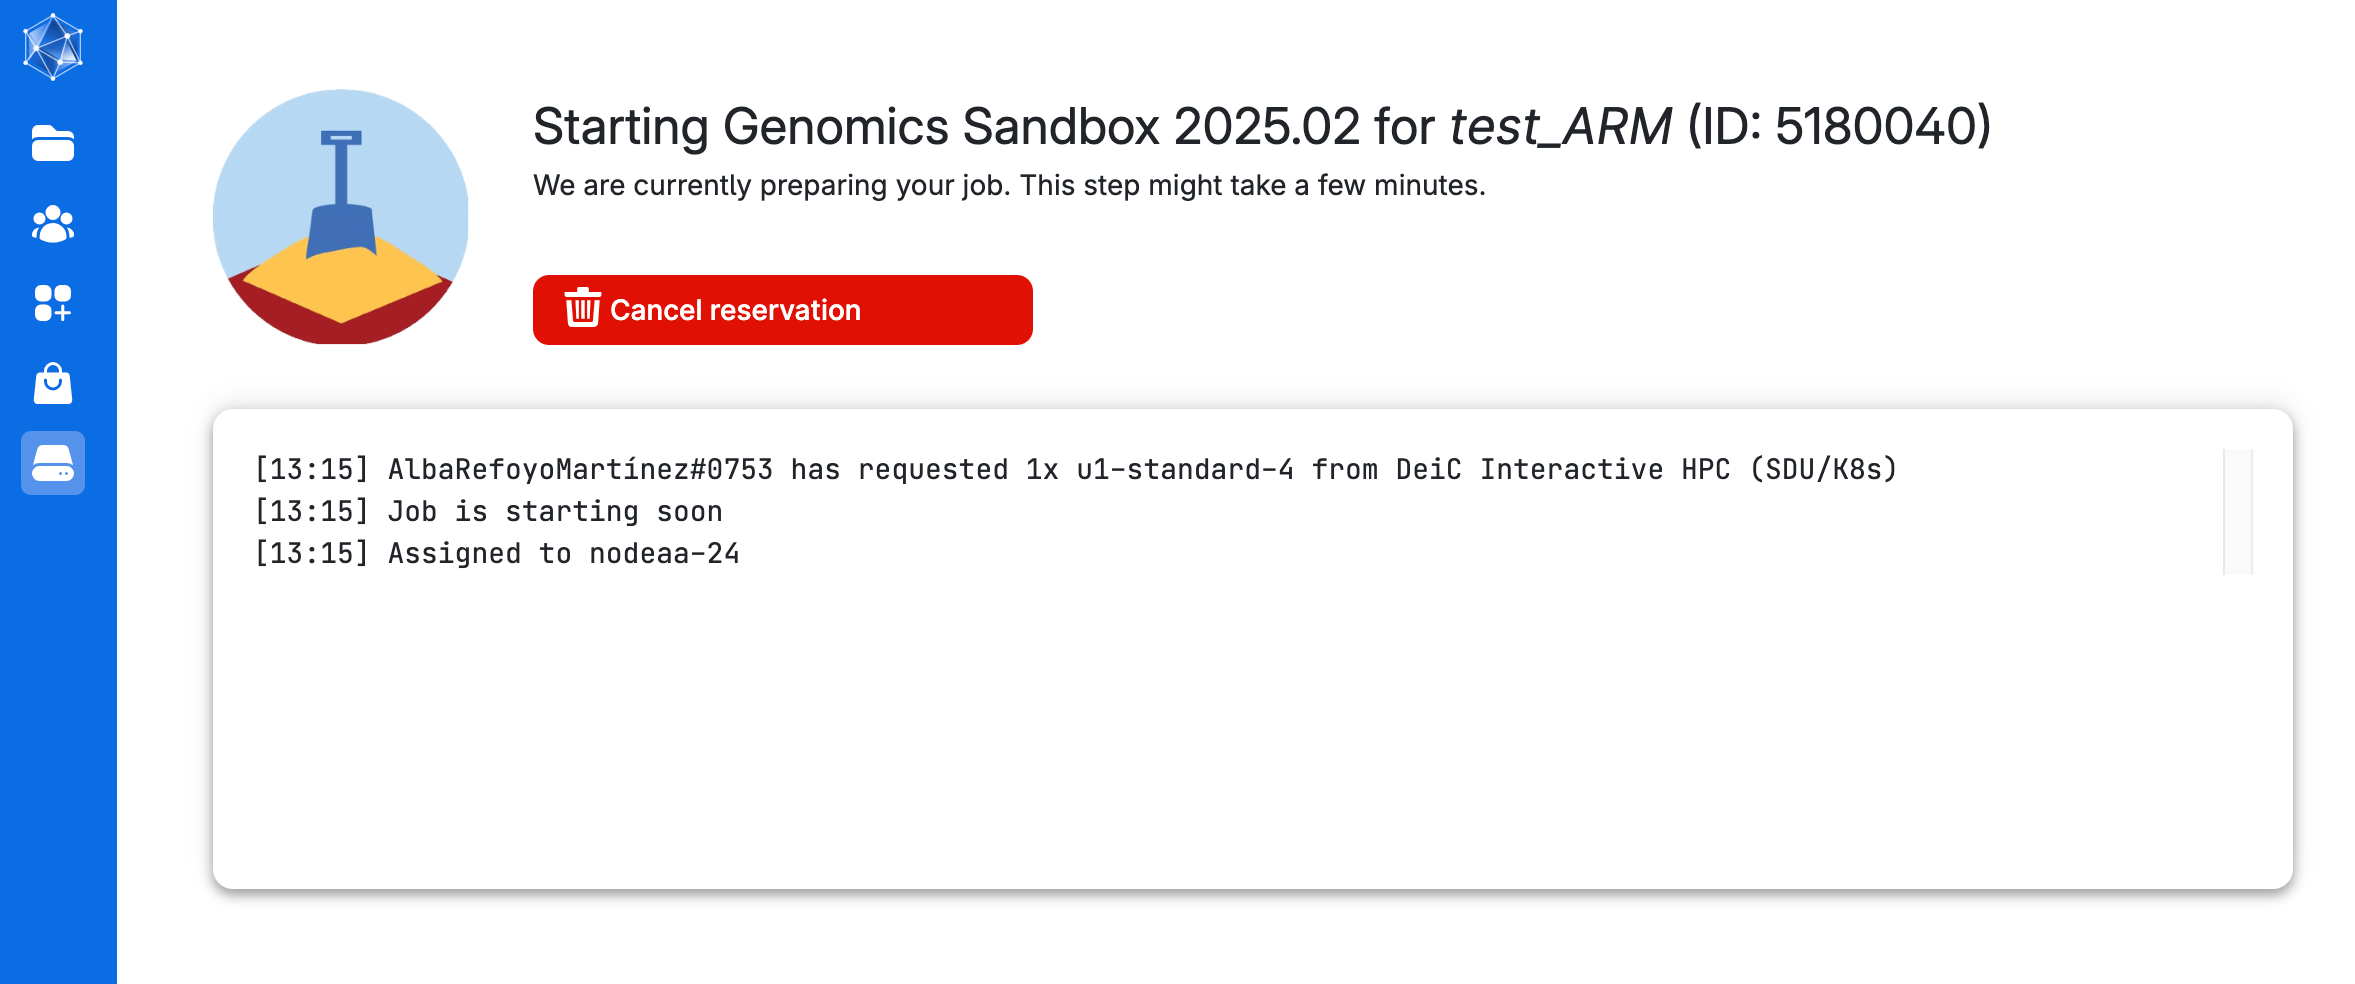 Starting Genomics Sandbox 2025.02 for test_ARM (ID: 5180040)
We are currently preparing your job. This step might take a few minutes.
Cancel reservation
[13:15] AlbaRefoyoMartínez#0753 has requested 1x u1-standard-4 from DeiC Interactive HPC (SDU/K8s)
[13:15] Job is starting soon
[13:15] Assigned to nodeaa-24